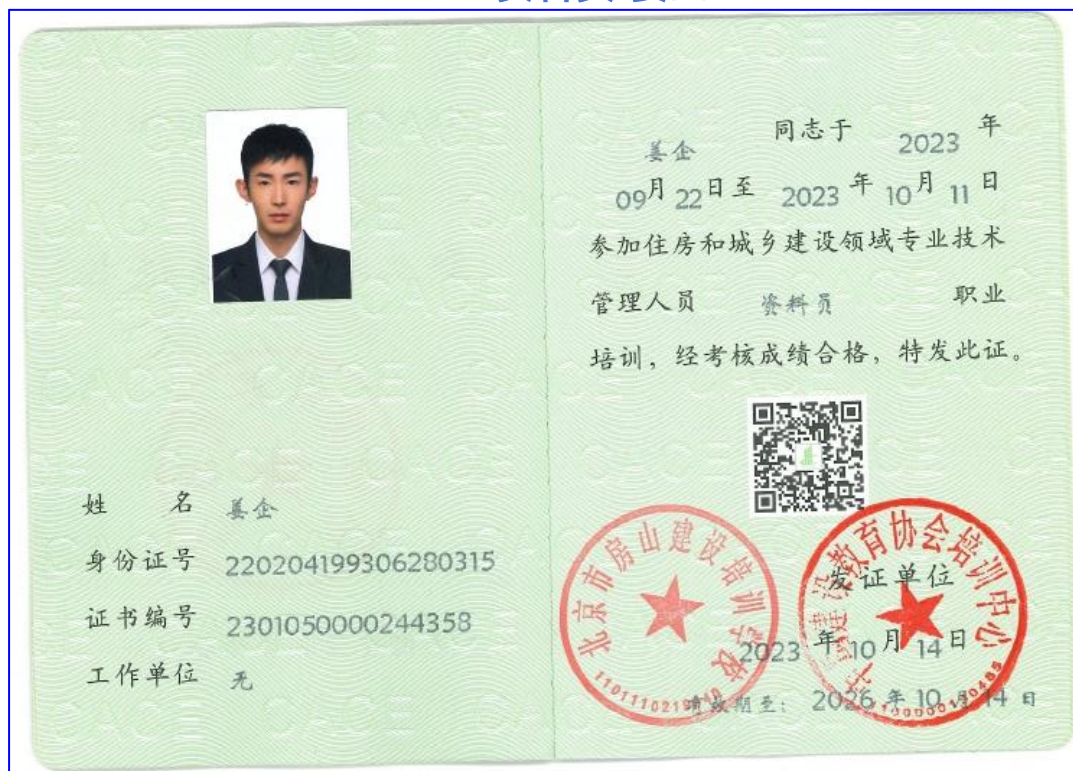 姓 名 姜企
身份证号 220204199306280315
证书编号 2301050000244358
工作单位 无
姜企 同志于 2023 年
09月 22日至 2023 年 10月 11日
参加住房和城乡建设领域专业技术
管理人员 资料员 职业
培训，经考核成绩合格，特发此证。
北京市房山建设培训学校
建设教育协会培训中心
发证单位
2023 年 10月 14日
有效期至：2026 年 10 月 14 日